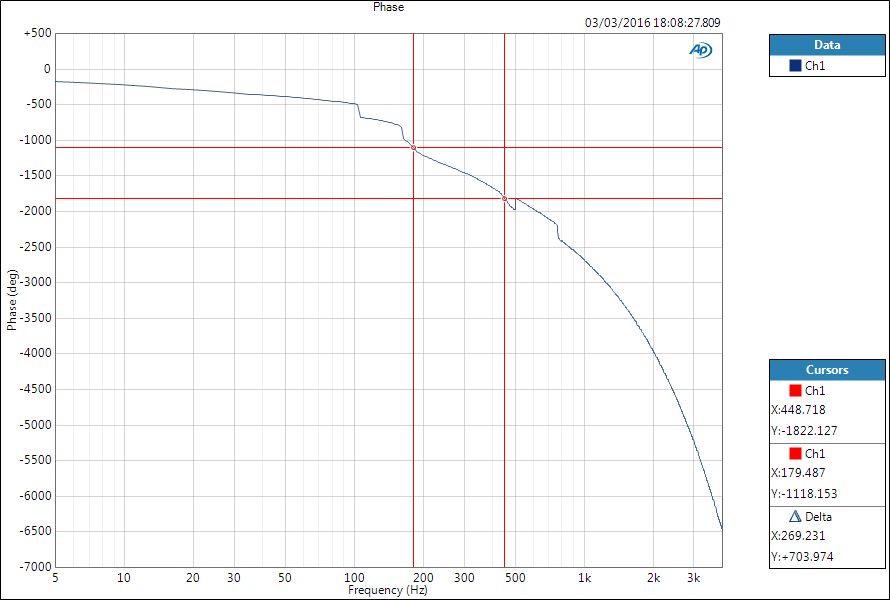 Phase
03/03/2016 18:08:27.809
AP
+500
0
-500
-1000
-1500
-2000
-2500
-3000
-3500
-4000
-4500
-5000
-5500
-6000
-6500
-7000
Phase (deg)
5
10
20
30
50
100
200
300
500
1k
2k
3k
Frequency (Hz)
Data
Ch1
Cursors
Ch1
X:448.718
Y:-1822.127
Ch1
X:179.487
Y:-1118.153
Delta
X:269.231
Y:+703.974